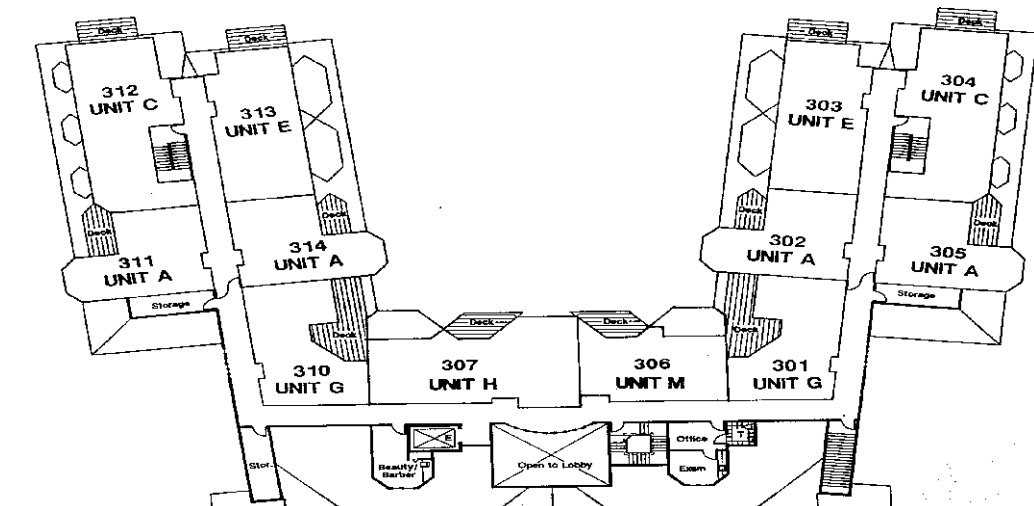 Deck
Deck
Deck
Deck
312
UNIT C
313
UNIT E
303
UNIT E
304
UNIT C
Deck
Deck
Deck
Deck
311
UNIT A
314
UNIT A
302
UNIT A
305
UNIT A
Storage
Storage
Deck
Deck
Deck
Deck
310
UNIT G
307
UNIT H
306
UNIT M
301
UNIT G
E
Office
T
Stor.
Beauty/
Barber
Open to Lobby
Exam